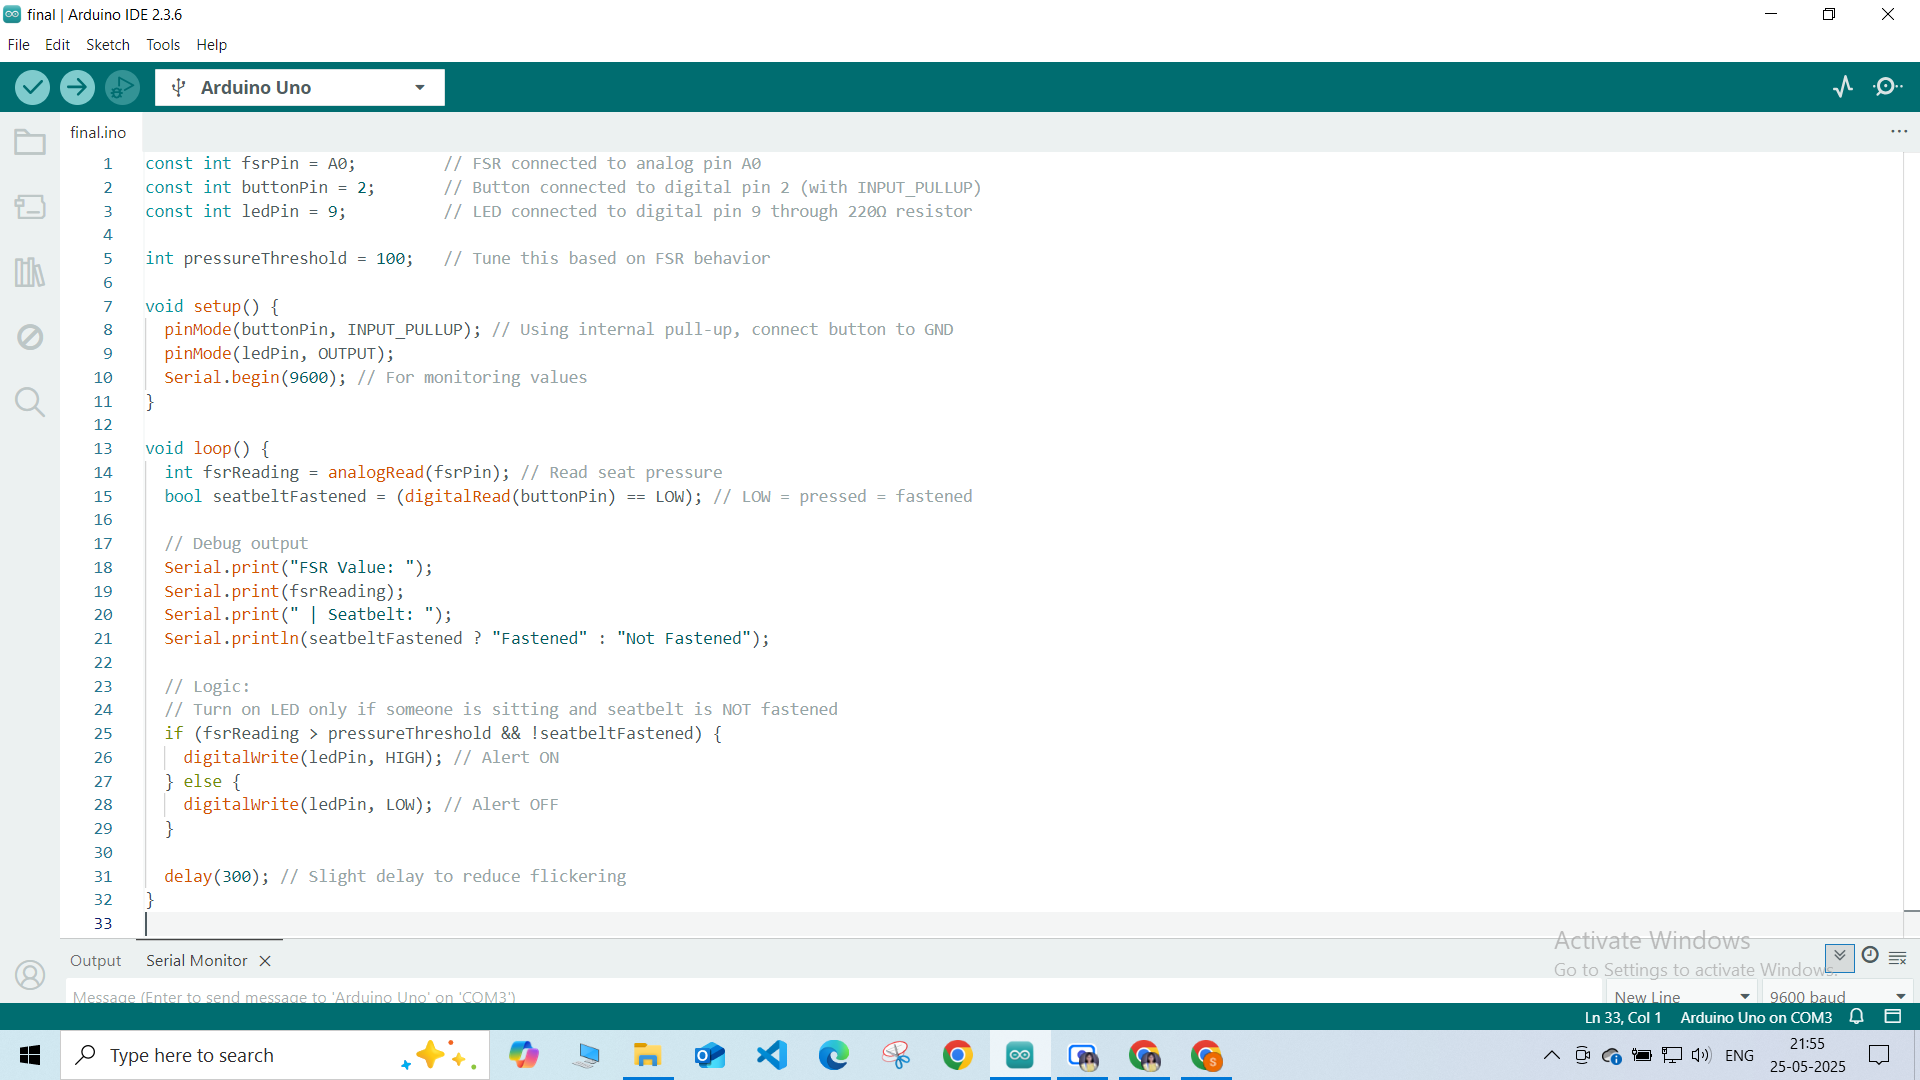 final | Arduino IDE 2.3.6
File Edit Sketch Tools Help
Arduino Uno
final.ino
1 const int fsrPin = A0;         // FSR connected to analog pin A0
2 const int buttonPin = 2;       // Button connected to digital pin 2 (with INPUT_PULLUP)
3 const int ledPin = 9;          // LED connected to digital pin 9 through 220Ω resistor
4
5 int pressureThreshold = 100;   // Tune this based on FSR behavior
6
7 void setup() {
8   pinMode(buttonPin, INPUT_PULLUP); // Using internal pull-up, connect button to GND
9   pinMode(ledPin, OUTPUT);
10   Serial.begin(9600); // For monitoring values
11 }
12
13 void loop() {
14   int fsrReading = analogRead(fsrPin); // Read seat pressure
15   bool seatbeltFastened = (digitalRead(buttonPin) == LOW); // LOW = pressed = fastened
16
17   // Debug output
18   Serial.print("FSR Value: ");
19   Serial.print(fsrReading);
20   Serial.print(" | Seatbelt: ");
21   Serial.println(seatbeltFastened ? "Fastened" : "Not Fastened");
22
23   // Logic:
24   // Turn on LED only if someone is sitting and seatbelt is NOT fastened
25   if (fsrReading > pressureThreshold && !seatbeltFastened) {
26     digitalWrite(ledPin, HIGH); // Alert ON
27   } else {
28     digitalWrite(ledPin, LOW); // Alert OFF
29   }
30
31   delay(300); // Slight delay to reduce flickering
32 }
33
Activate Windows
Output Serial Monitor
Go to Settings to activate Windows.
Message (Enter to send message to 'Arduino Uno' on 'COM3') New Line 9600 baud
Ln 33, Col 1 Arduino Uno on COM3
Type here to search
ENG
21:55
25-05-2025